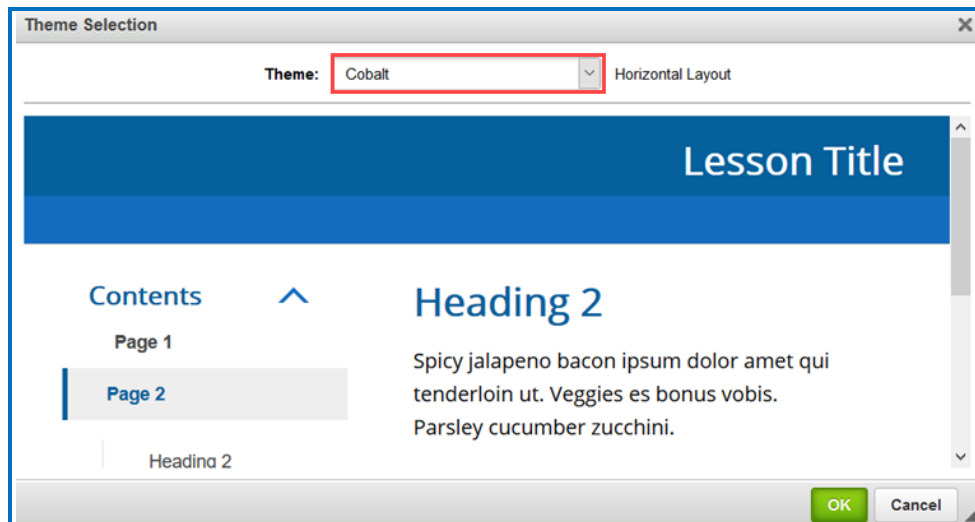 Theme Selection
Theme: Cobalt Horizontal Layout
Lesson Title
Contents
Page 1
Page 2
Heading 2
Heading 2
Spicy jalapeno bacon ipsum dolor amet qui
tenderloin ut. Veggies es bonus vobis.
Parsley cucumber zucchini.
OK Cancel